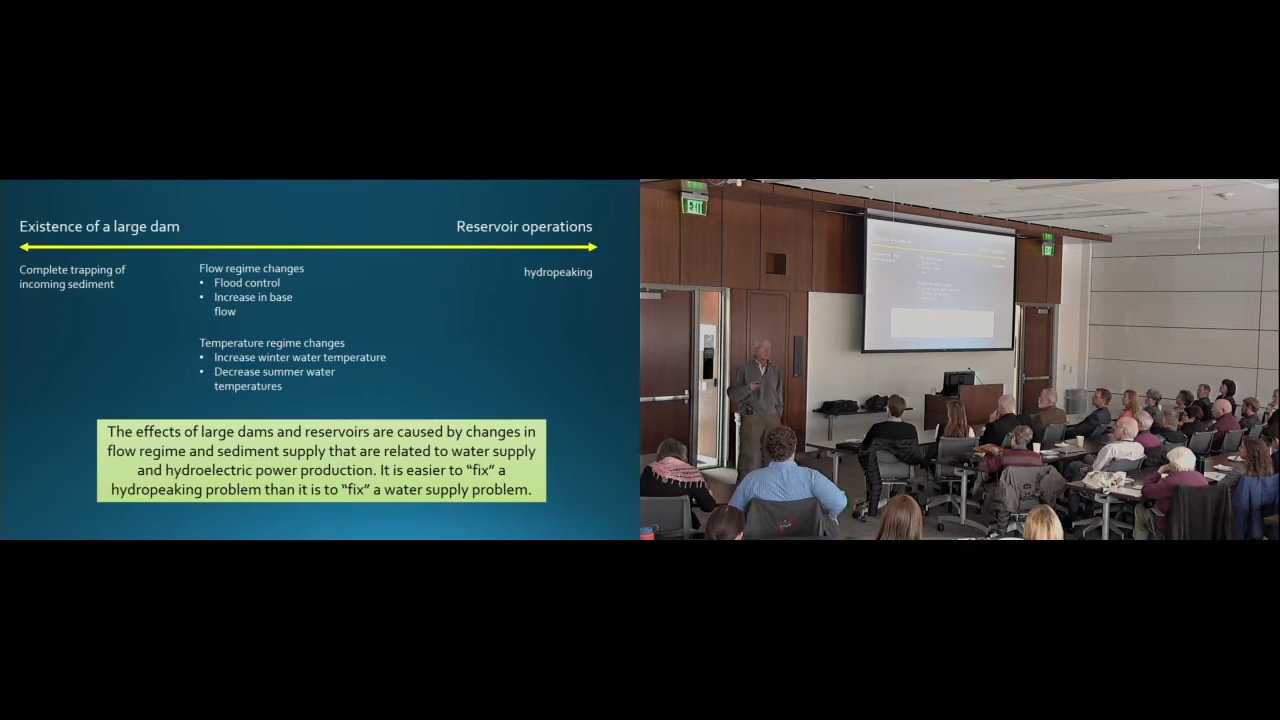 Existence of a large dam
Reservoir operations
Complete trapping of
incoming sediment
Flow regime changes
• Flood control
• Increase in base
flow
hydropeaking
Temperature regime changes
• Increase winter water temperature
• Decrease summer water
temperatures
The effects of large dams and reservoirs are caused by changes in
flow regime and sediment supply that are related to water supply
and hydroelectric power production. It is easier to “fix” a
hydropeaking problem than it is to “fix” a water supply problem.
EXIT
EXIT